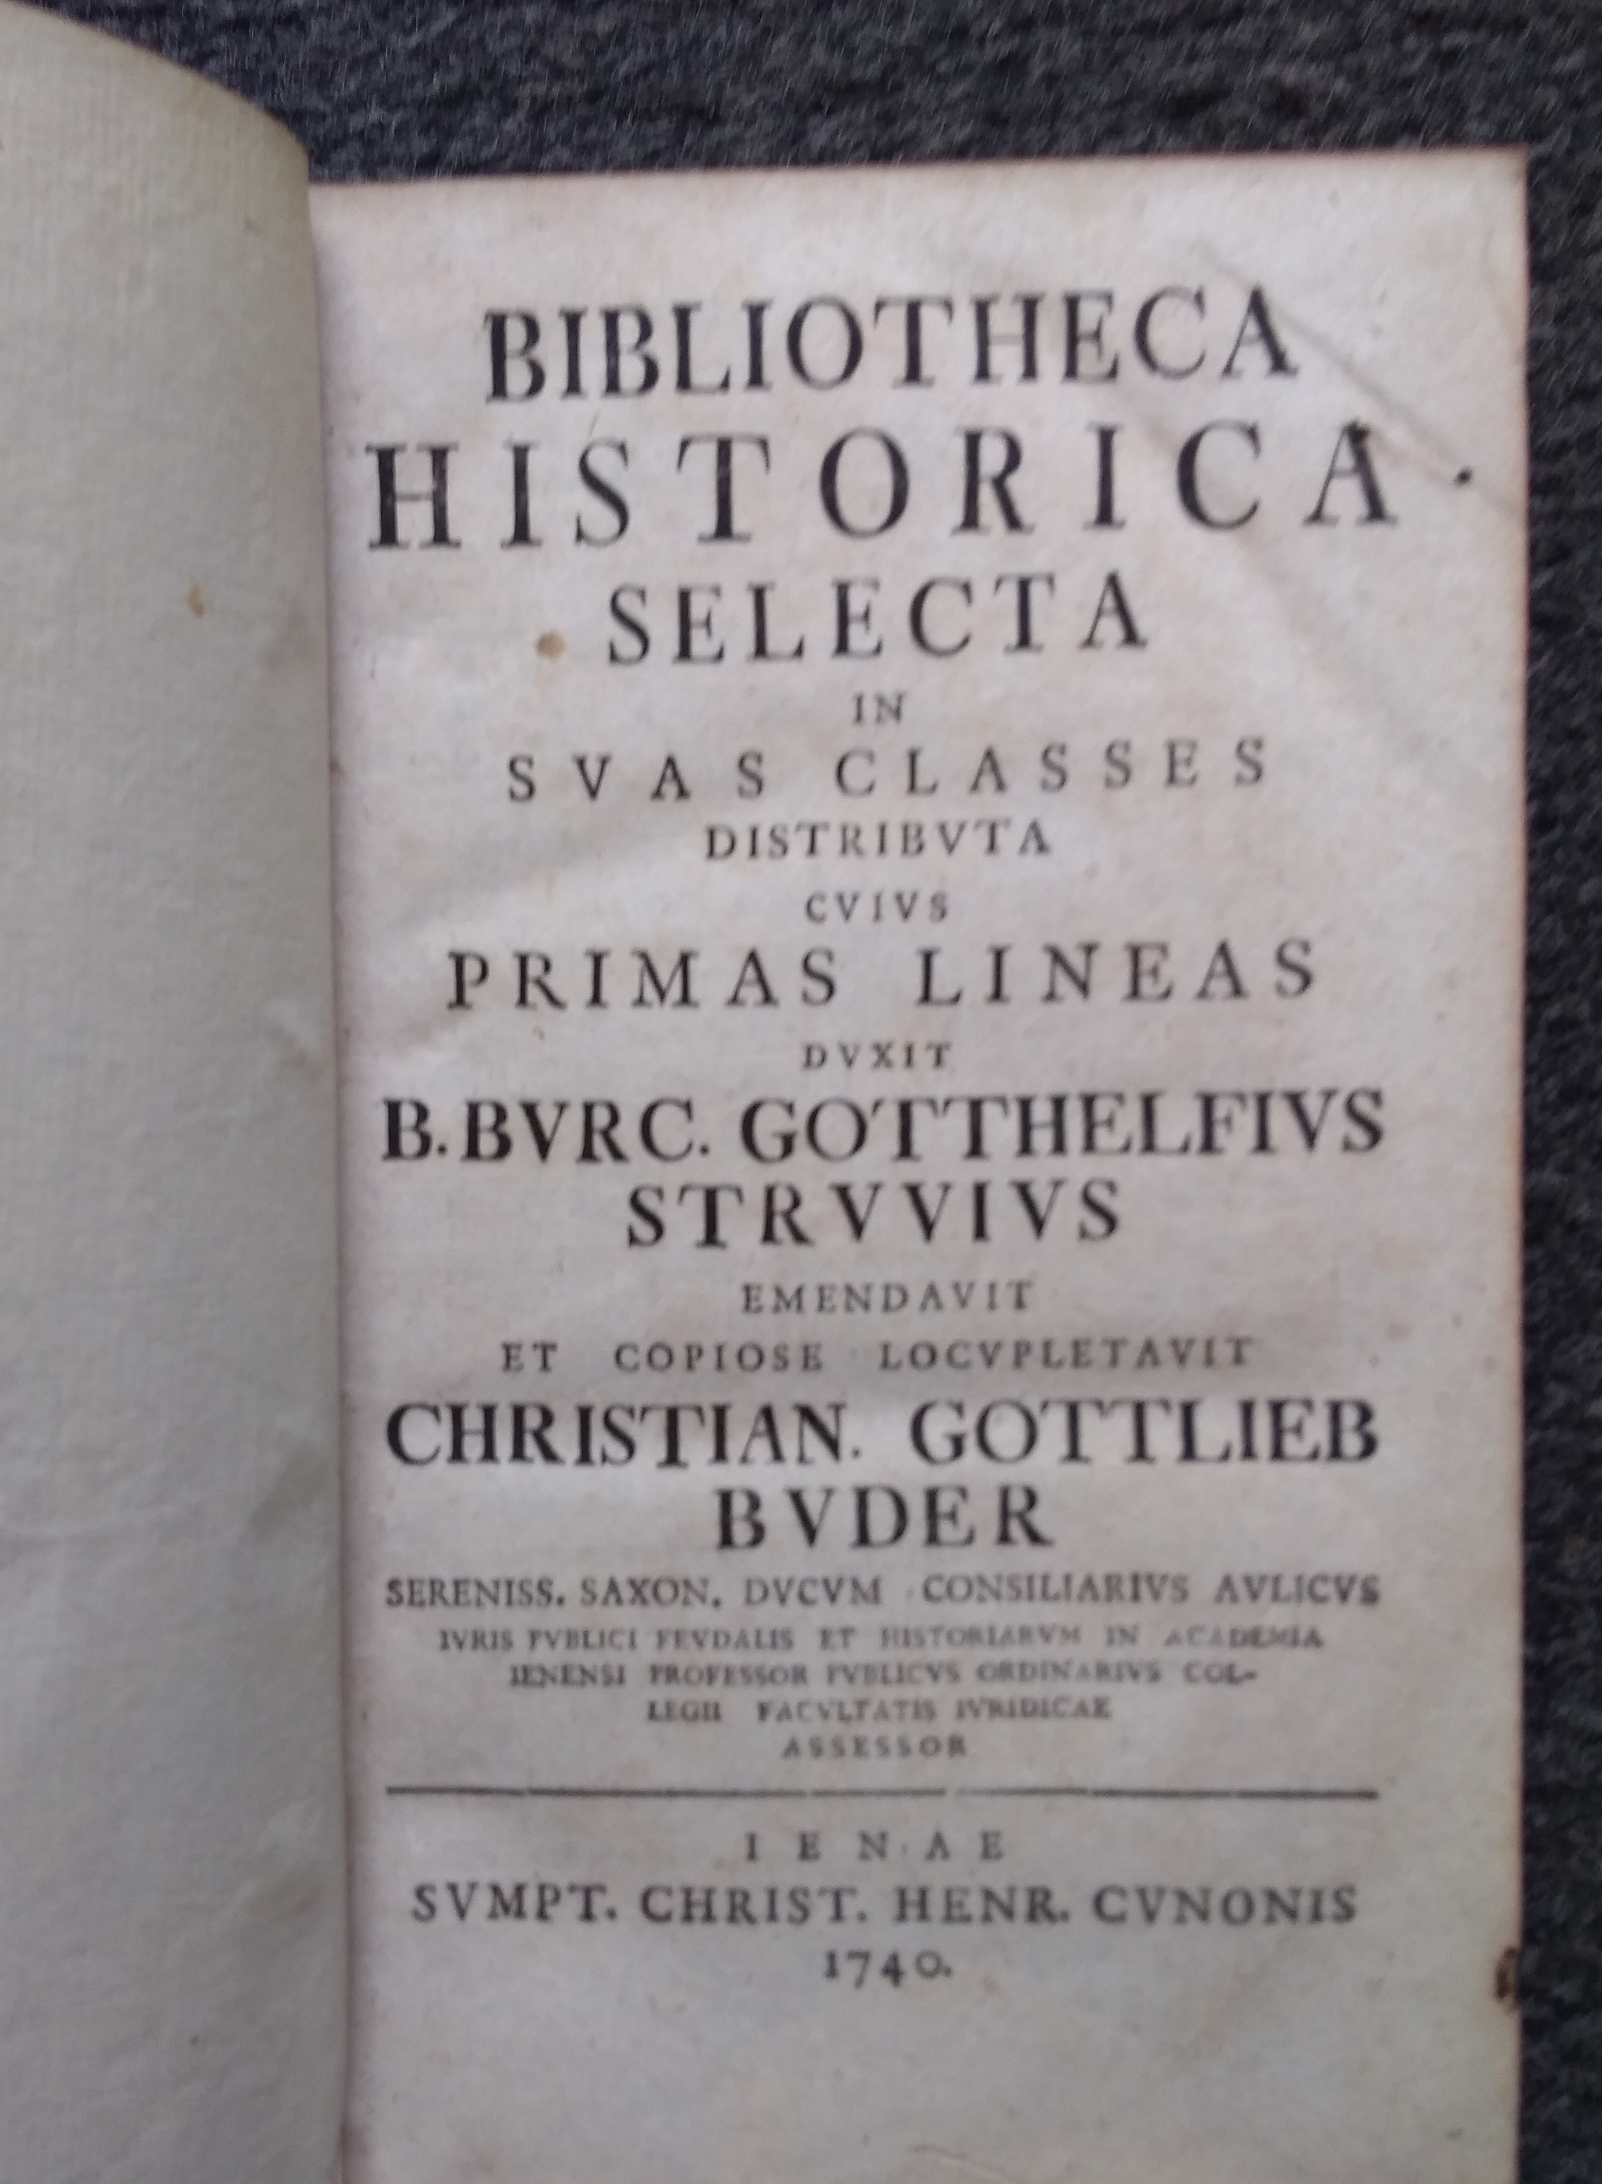 BIBLIOTHECA
HISTORICA
SELECTA
IN
SVAS CLASSES
DISTRIBVTA
CVIVS
PRIMAS LINEAS
DVXIT
B. BVRC. GOTTHELFIVS
STRVVIVS
EMENDAVIT
ET COPIOSE LOCVPLETAVIT
CHRISTIAN. GOTTLIEB
BVDER
SERENISS. SAXON. DVCVM CONSILIARIVS AVLICVS
IVRIS PVBLICI FEVDALIS ET HISTORIARVM IN ACADEMIA
IENENSI PROFESSOR PVBLICVS ORDINARIVS COL-
LEGII FACVLTATIS IVRIDICAE
ASSESSOR
IENAE
SVMPT. CHRIST. HENR. CVNONIS
1740.